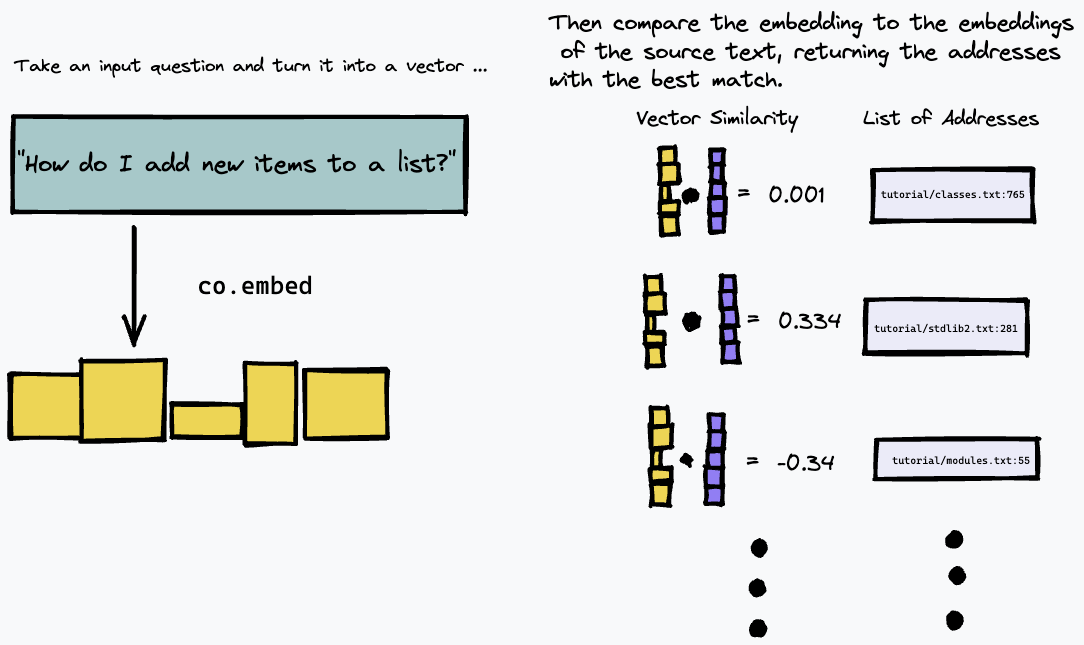 Take an input question and turn it into a vector ...
"How do I add new items to a list?"
co.embed
Then compare the embedding to the embeddings
of the source text, returning the addresses
with the best match.
Vector Similarity
List of Addresses
= 0.001
tutorial/classes.txt:765
= 0.334
tutorial/stdlib2.txt:281
= -0.34
tutorial/modules.txt:55